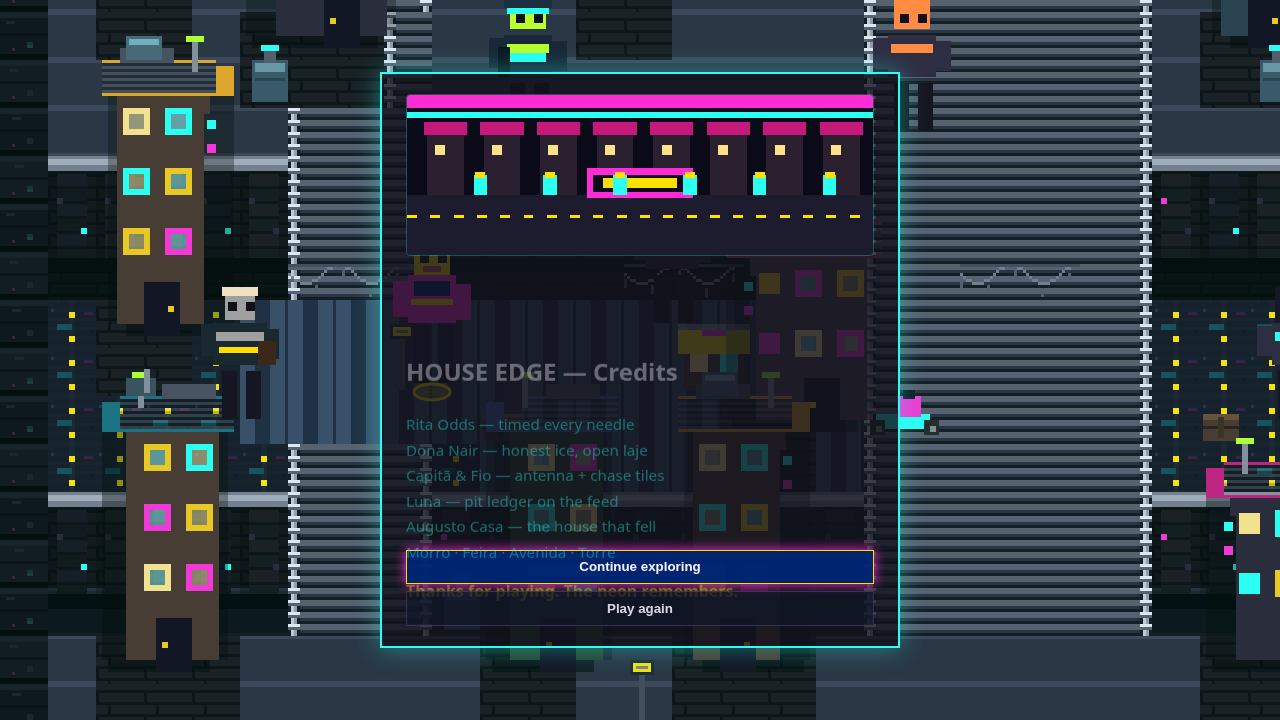 HOUSE EDGE — Credits
Rita Odds — timed every needle
Dona Nair — honest ice, open laje
Capitã & Fio — antenna + chase tiles
Luna — pit ledger on the feed
Augusto Casa — the house that fell
Morro · Feira · Avenida · Torre
Continue exploring
Thanks for playing. The neon remembers.
Play again